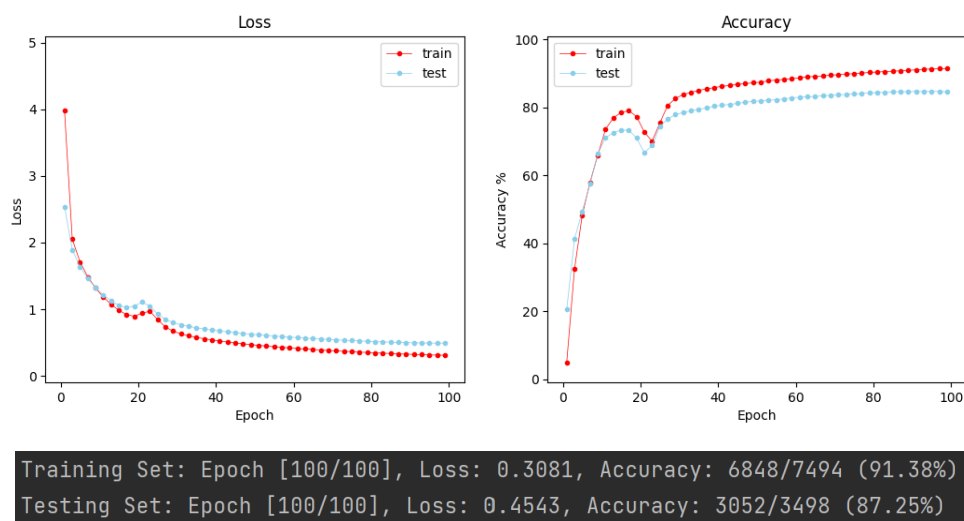 Loss
5
4
3
2
1
0
Loss
train
test
0 20 40 60 80 100
Epoch
Accuracy
100
80
60
40
20
0
Accuracy %
train
test
0 20 40 60 80 100
Epoch
Training Set: Epoch [100/100], Loss: 0.3081, Accuracy: 6848/7494 (91.38%)
Testing Set: Epoch [100/100], Loss: 0.4543, Accuracy: 3052/3498 (87.25%)